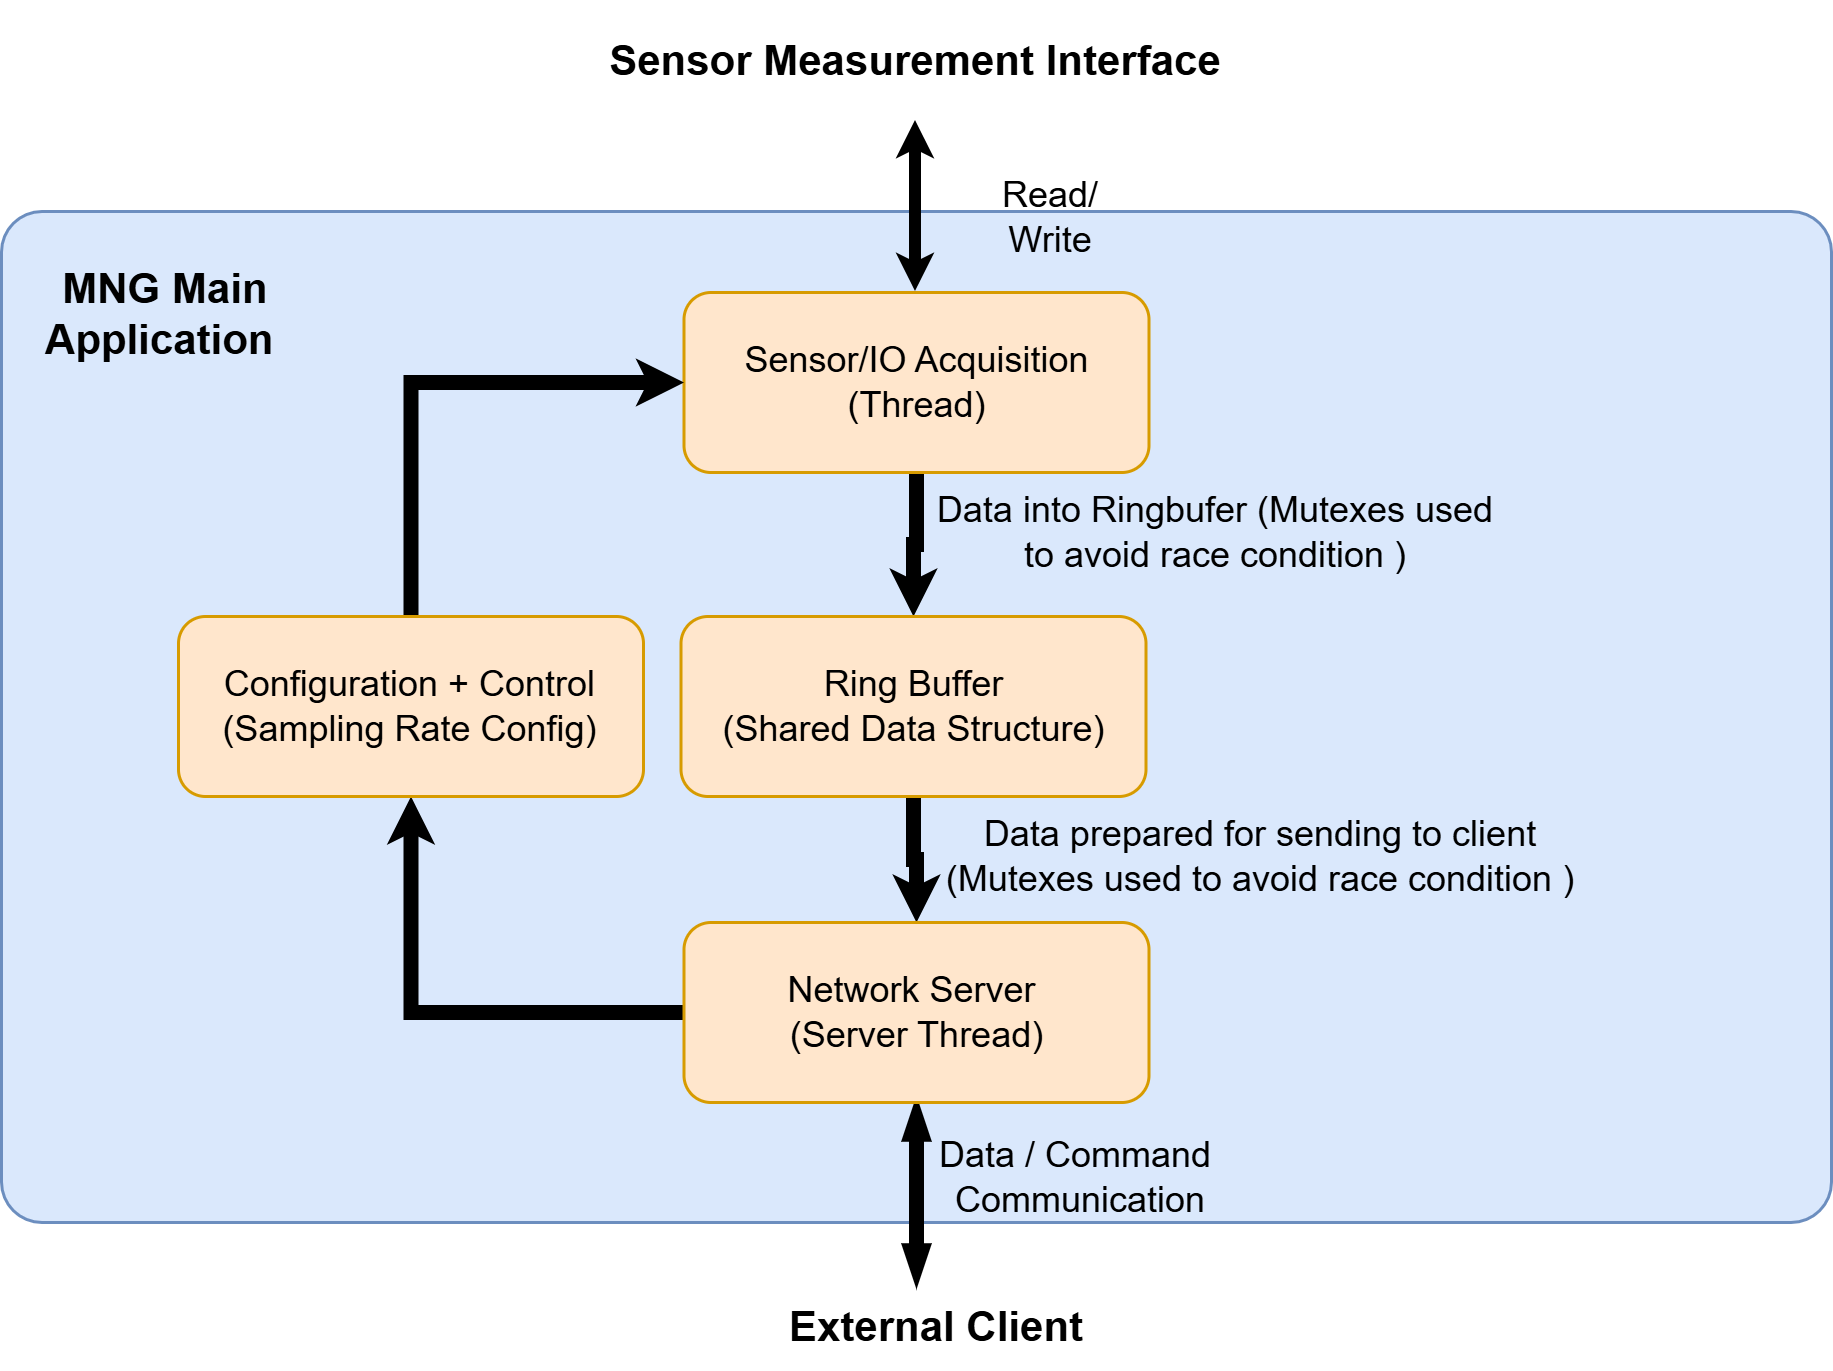 Sensor Measurement Interface
Read/
Write
MNG Main
Application
Sensor/IO Acquisition
(Thread)
Data into Ringbufer (Mutexes used
to avoid race condition )
Configuration + Control
(Sampling Rate Config)
Ring Buffer
(Shared Data Structure)
Data prepared for sending to client
(Mutexes used to avoid race condition )
Network Server
(Server Thread)
Data / Command
Communication
External Client